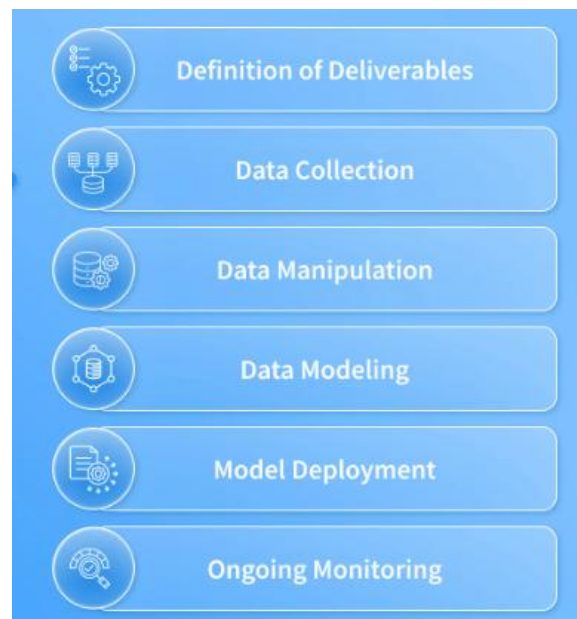 Definition of Deliverables
Data Collection
Data Manipulation
Data Modeling
Model Deployment
Ongoing Monitoring